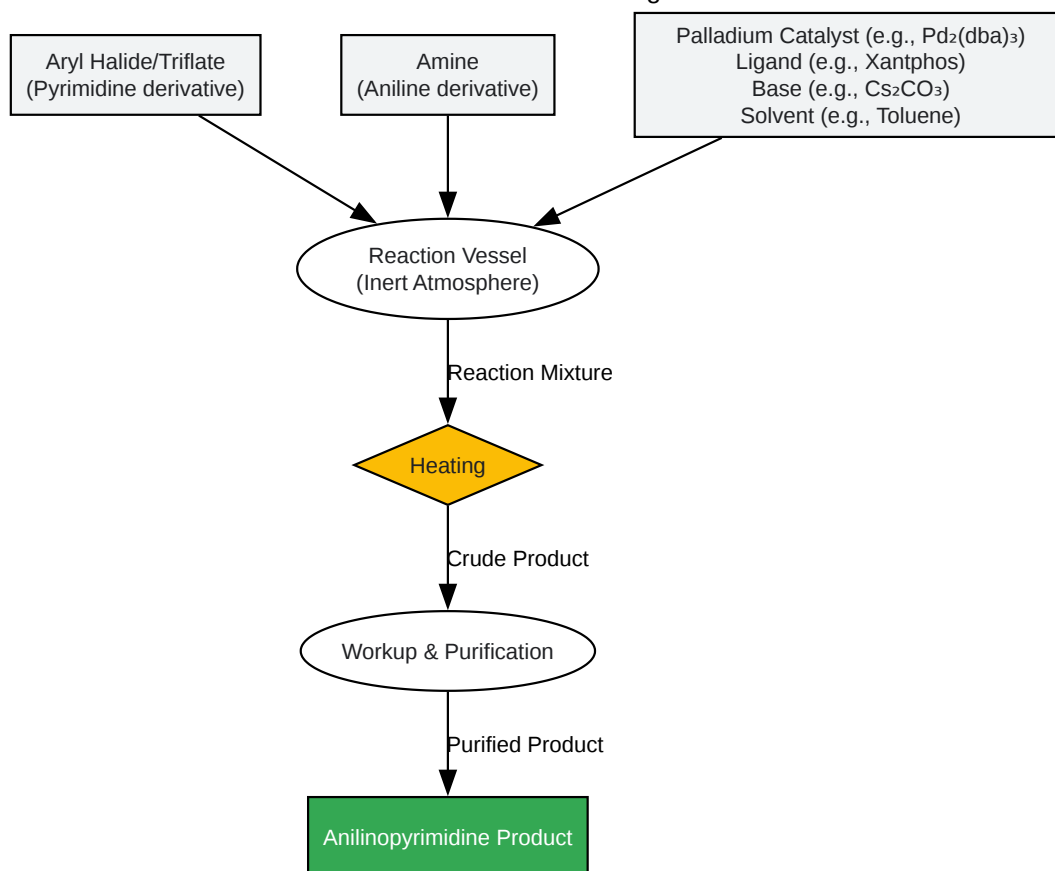 Aryl Halide/Triflate
(Pyrimidine derivative)
Amine
(Aniline derivative)
Palladium Catalyst (e.g., Pd₂(dba)₃)
Ligand (e.g., Xantphos)
Base (e.g., Cs₂CO₃)
Solvent (e.g., Toluene)
Reaction Vessel
(Inert Atmosphere)
Reaction Mixture
Heating
Crude Product
Workup & Purification
Purified Product
Anilinopyrimidine Product